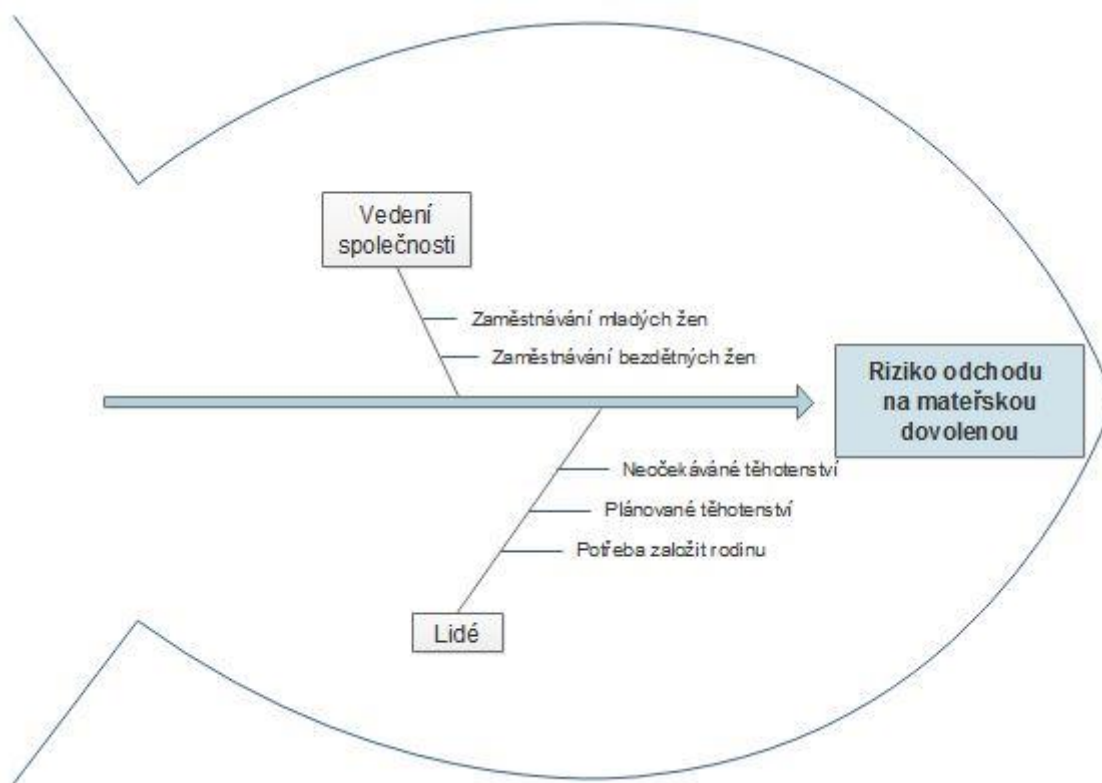 Vedení
společnosti
Zaměstnávání mladých žen
Zaměstnávání bezdětných žen
Riziko odchodu
na mateřskou
dovolenou
Neočekáváné těhotenství
Plánované těhotenství
Potřeba založit rodinu
Lidé